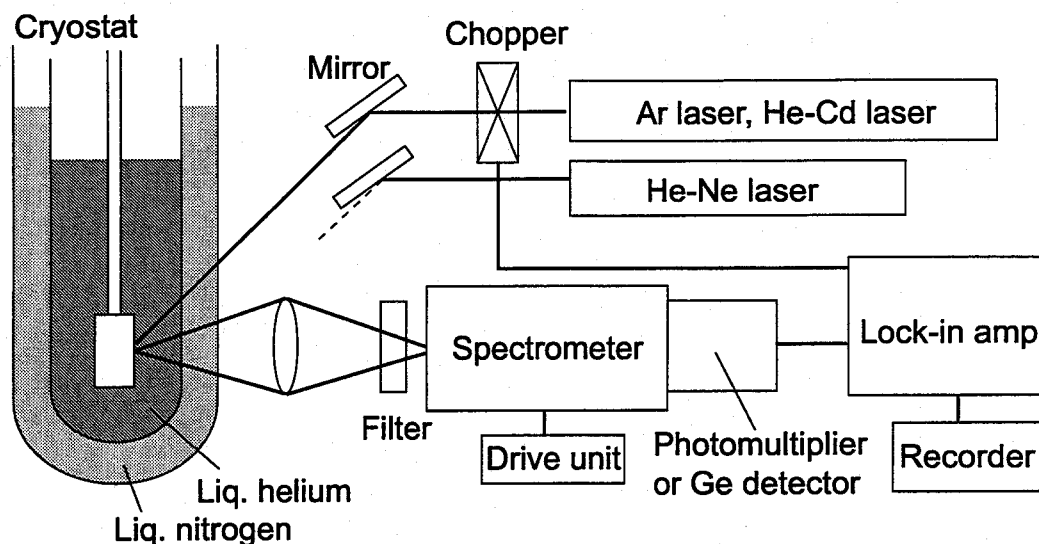 Cryostat
Chopper
Mirror
Ar laser, He-Cd laser
He-Ne laser
Spectrometer
Lock-in amp
Filter
Drive unit
Photomultiplier
or Ge detector
Recorder
Liq. helium
Liq. nitrogen